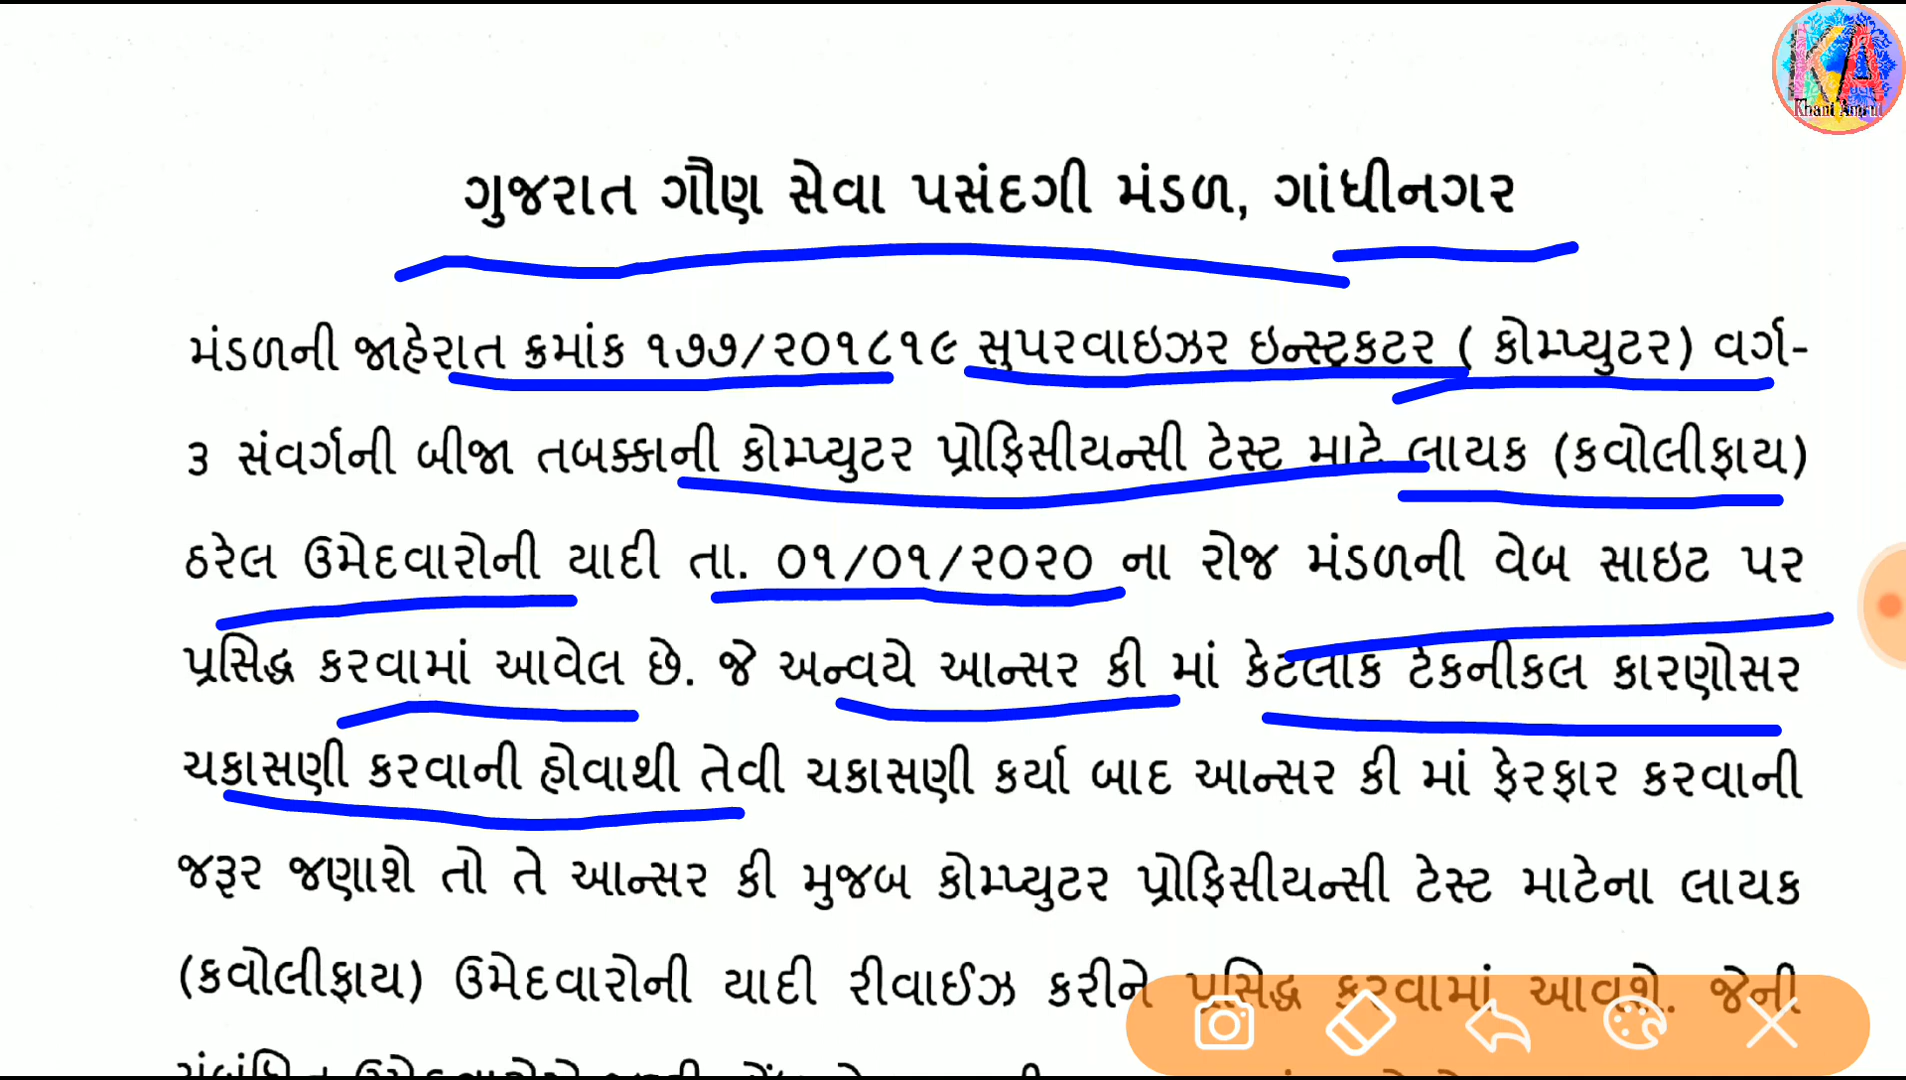 Khant Amrut
ગુજરાત ગૌણ સેવા પસંદગી મંડળ, ગાંધીનગર
મંડળની જાહેરાત ક્રમાંક ૧૭૭/૨૦૧૮૧૯ સુપરવાઇઝર ઇન્સ્ટ્રકટર ( કોમ્પ્યુટર) વર્ગ-
૩ સંવર્ગની બીજા તબક્કાની કોમ્પ્યુટર પ્રોફિસીયન્સી ટેસ્ટ માટે લાયક (કવોલીફાય)
ઠરેલ ઉમેદવારોની યાદી તા. ૦૧/૦૧/૨૦૨૦ ના રોજ મંડળની વેબ સાઇટ પર
પ્રસિદ્ધ કરવામાં આવેલ છે. જે અન્વયે આન્સર કી માં કેટલાક ટેકનીકલ કારણોસર
ચકાસણી કરવાની હોવાથી તેવી ચકાસણી કર્યા બાદ આન્સર કી માં ફેરફાર કરવાની
જરૂર જણાશે તો તે આન્સર કી મુજબ કોમ્પ્યુટર પ્રોફિસીયન્સી ટેસ્ટ માટેના લાયક
(કવોલીફાય) ઉમેદવારોની યાદી રીવાઈઝ કરીને પ્રસિદ્ધ કરવામાં આવશે. જેની